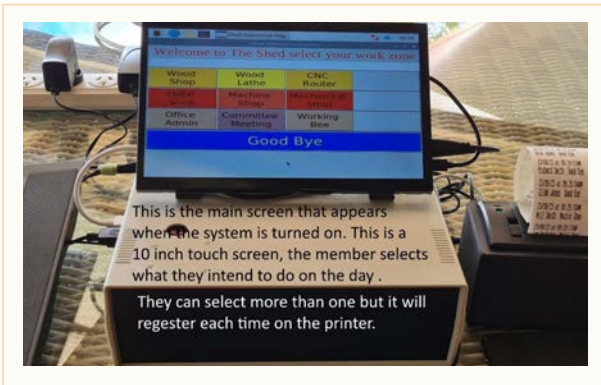 Welcome to The Shed select your work zone
Wood Shop
Wood Lathe
CNC Router
Metal Shop
Machine Shop
Mechanical Shop
Office Admin
Committee Meeting
Working Bee
Good Bye
This is the main screen that appears
when the system is turned on. This is a
10 inch touch screen, the member selects
what they intend to do on the day .
They can select more than one but it will
regester each time on the printer.